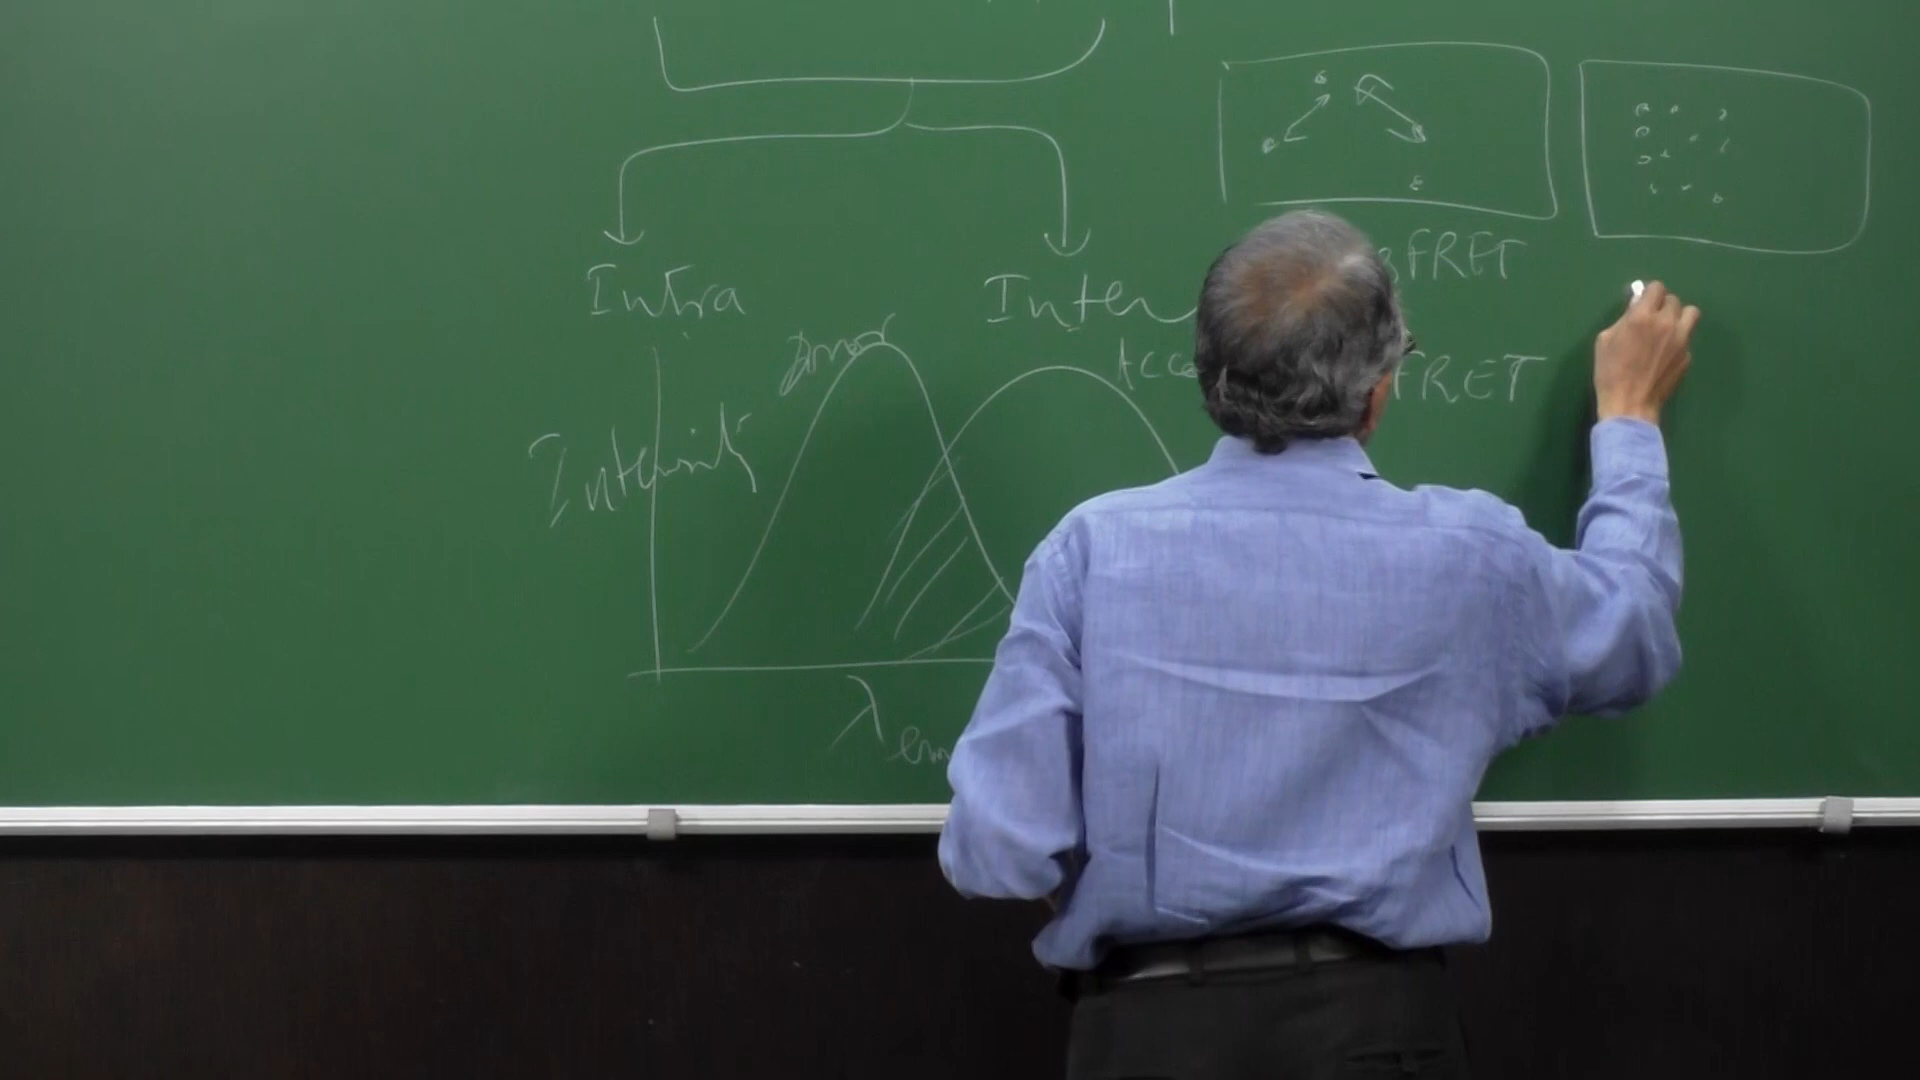 Intra
Inter
FRET
Donor
Acce
FRET
Intensity
λem